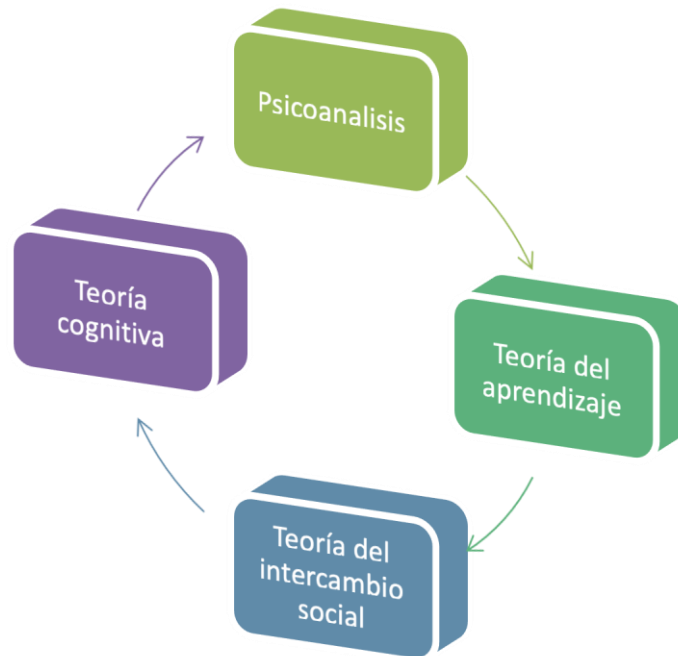 Psicoanalisis
Teoría del
aprendizaje
Teoría del
intercambio
social
Teoría
cognitiva